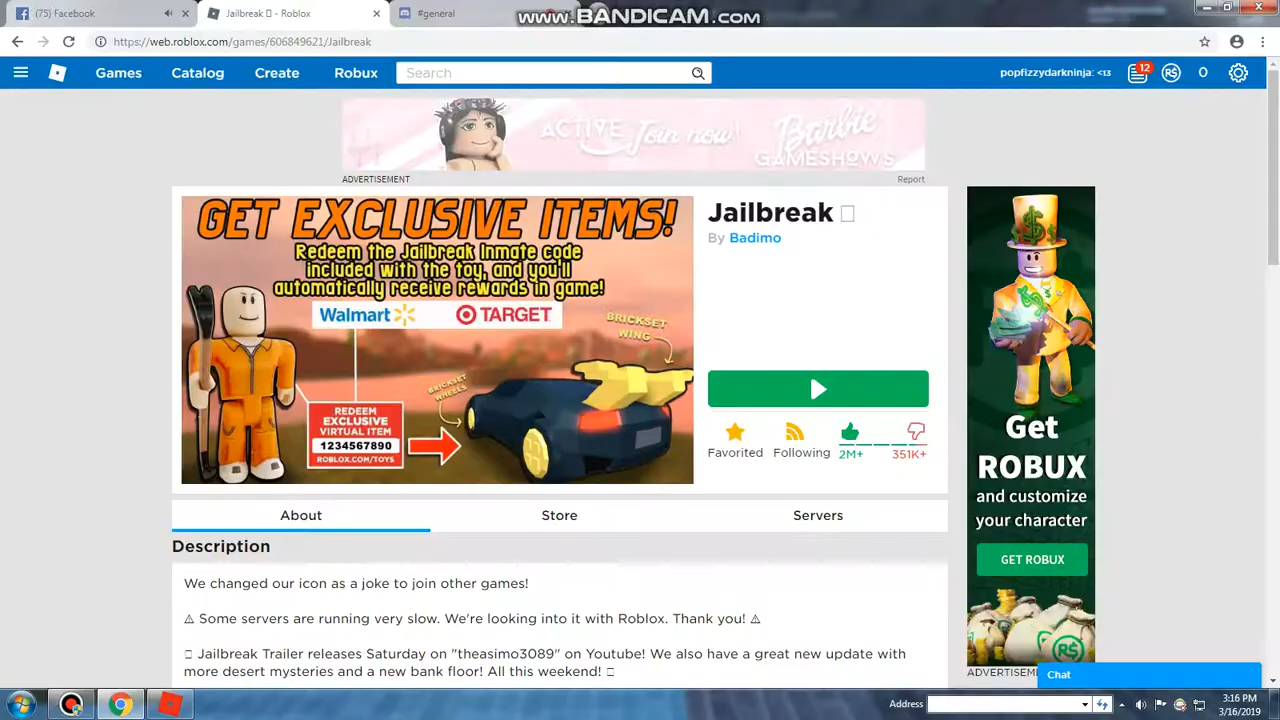 www.BANDICAM.com
(75) Facebook
Jailbreak - Roblox
#general
https://web.roblox.com/games/606849621/Jailbreak
Games Catalog Create Robux Search popfizzydarkninja: <13 12 R$ 0
ACTIVE Join now! Barbie
GAMESHOWS
ADVERTISEMENT Report
GET EXCLUSIVE ITEMS!
Redeem the Jailbreak Inmate code
included with the toy, and you'll
automatically receive rewards in game!
Walmart TARGET
BRICKSET
WING
BRICKSET
WHEELS
REDEEM
EXCLUSIVE
VIRTUAL ITEM
1234567890
ROBLOX.COM/TOYS
Jailbreak
By Badimo
Favorited Following 2M+ 351K+
Get
ROBUX
and customize
your character
GET ROBUX
R$
ADVERTISEM
About Store Servers
Description
We changed our icon as a joke to join other games!
⚠ Some servers are running very slow. We're looking into it with Roblox. Thank you! ⚠
Jailbreak Trailer releases Saturday on "theasimo3089" on Youtube! We also have a great new update with
more desert mysteries and a new bank floor! All this weekend!
Chat
Address
3:16 PM
3/16/2019